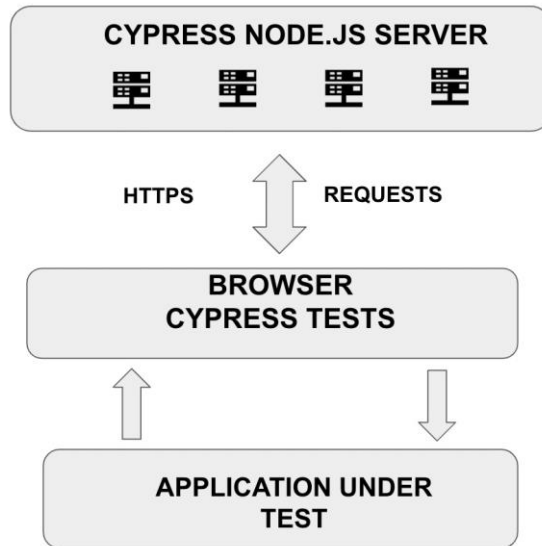 CYPRESS NODE.JS SERVER
HTTPS REQUESTS
BROWSER
CYPRESS TESTS
APPLICATION UNDER
TEST